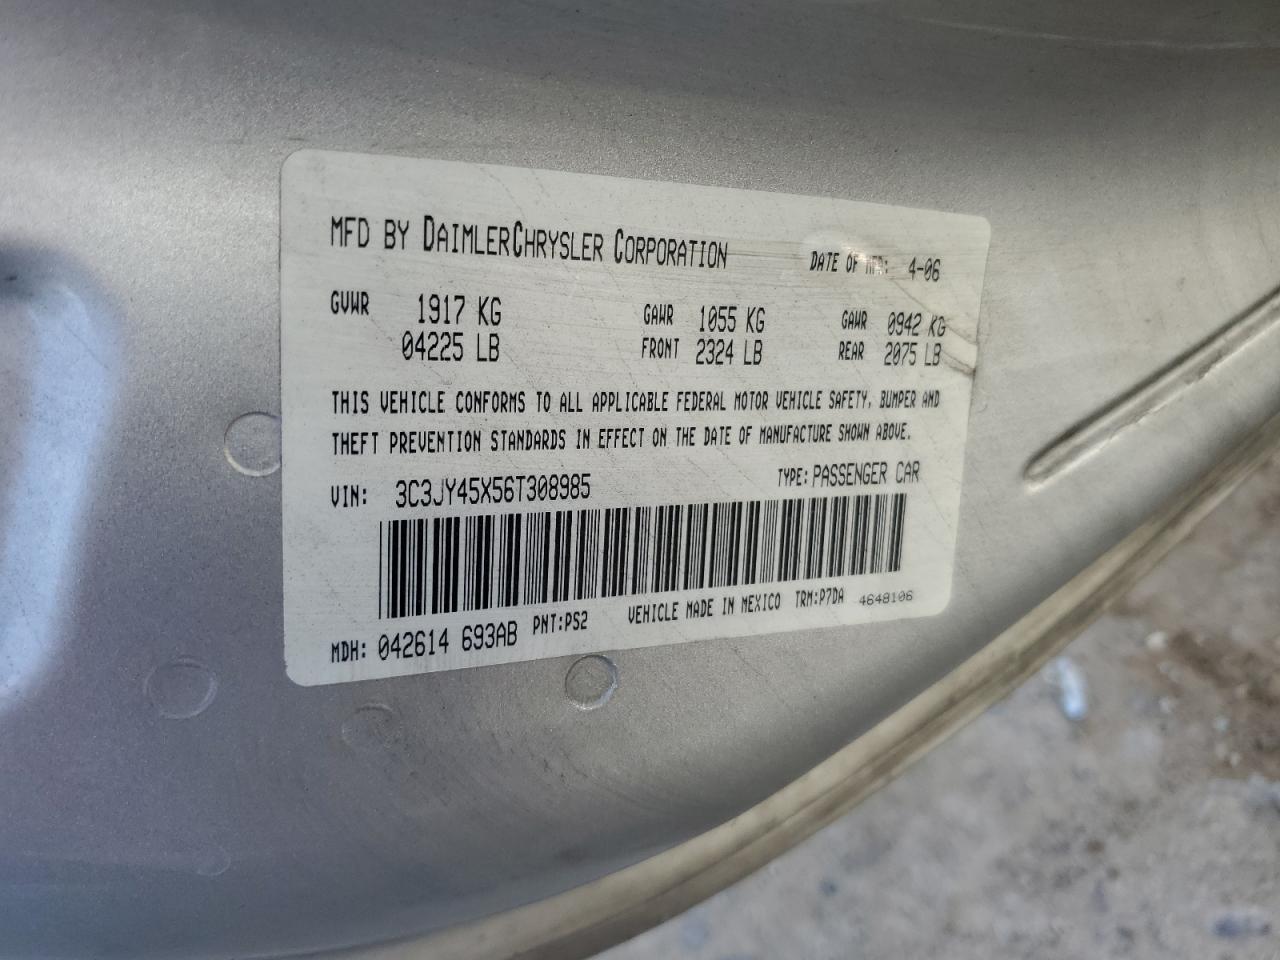 MFD BY DAIMLERCHRYSLER CORPORATION DATE OF MFR: 4-06
GVWR 1917 KG GAWR 1055 KG GAWR 0942 KG
04225 LB FRONT 2324 LB REAR 2075 LB
THIS VEHICLE CONFORMS TO ALL APPLICABLE FEDERAL MOTOR VEHICLE SAFETY, BUMPER AND
THEFT PREVENTION STANDARDS IN EFFECT ON THE DATE OF MANUFACTURE SHOWN ABOVE.
VIN: 3C3JY45X56T308985 TYPE: PASSENGER CAR
MDH: 042614 693AB PNT:PS2 VEHICLE MADE IN MEXICO TRM:P7DA 4648106